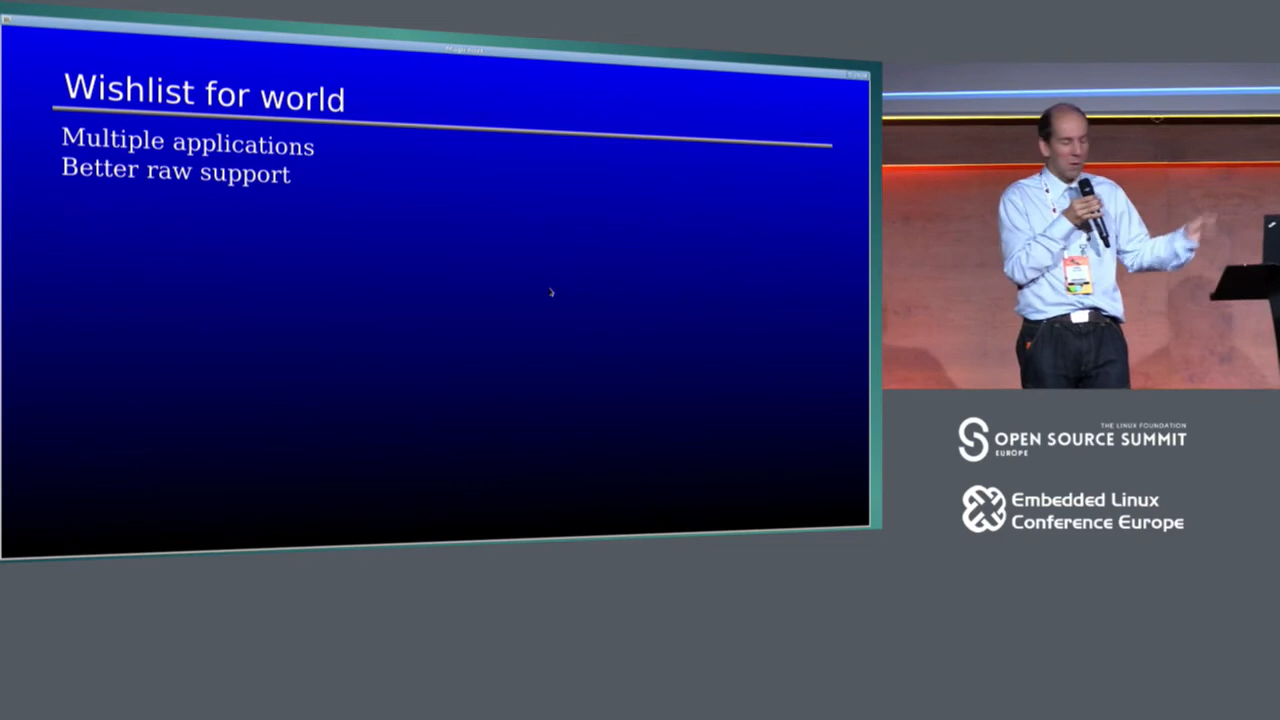 Wishlist for world
Multiple applications
Better raw support
THE LINUX FOUNDATION
OPEN SOURCE SUMMIT
EUROPE
Embedded Linux
Conference Europe